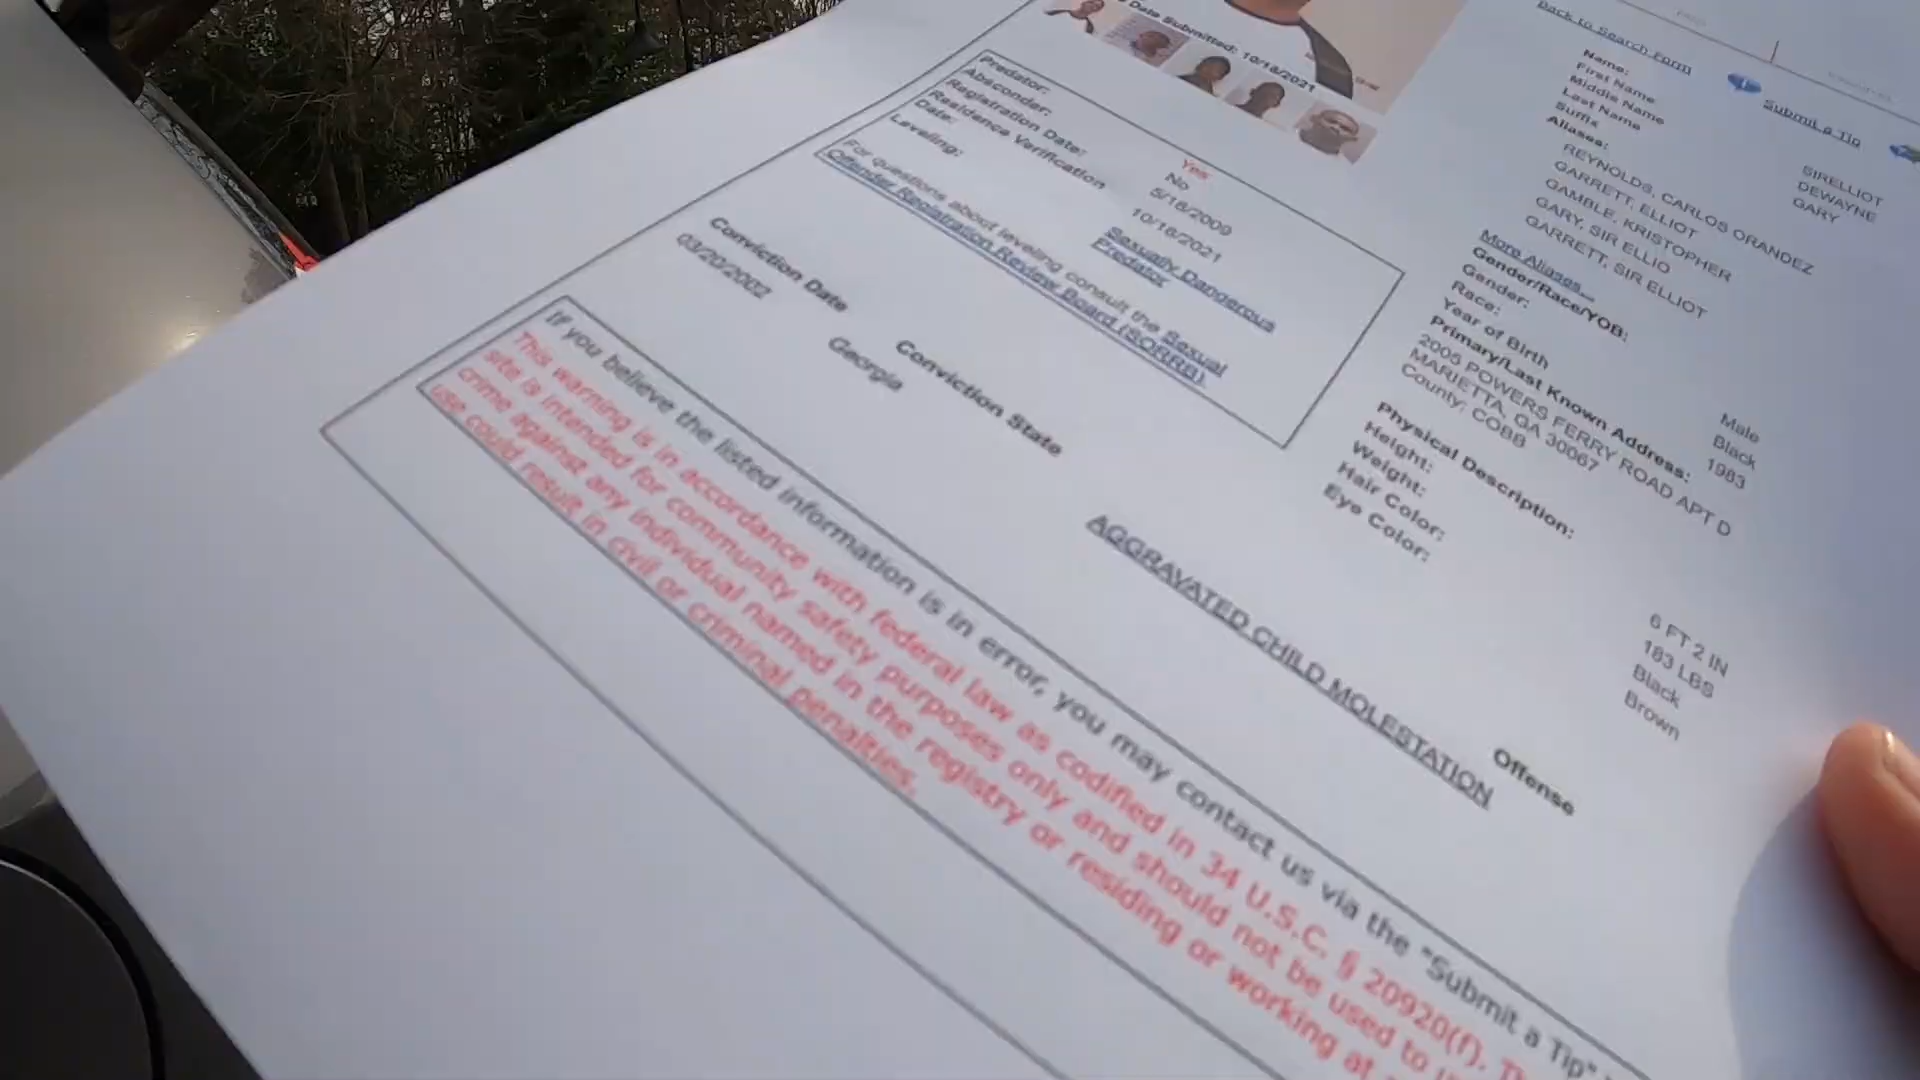 Back to Search Form
Submit a Tip
Date Submitted: 10/18/2021
Name:
First Name SIRELLIOT
Middle Name DEWAYNE
Last Name GARY
Suffix
Aliases:
REYNOLDS, CARLOS ORANDEZ
GARRETT, ELLIOT
GAMBLE, KRISTOPHER
GARY, SIR ELLIO
GARRETT, SIR ELLIOT
More Aliases...
Gender/Race/YOB:
Gender: Male
Race: Black
Year of Birth 1983
Primary/Last Known Address:
2005 POWERS FERRY ROAD APT D
MARIETTA, GA 30067
County: COBB
Physical Description:
Height: 6 FT 2 IN
Weight: 183 LBS
Hair Color: Black
Eye Color: Brown
Predator: Yes
Absconder: No
Registration Date: 5/18/2009
Residence Verification 10/18/2021
Date:
Leveling: Sexually Dangerous
Predator
For questions about leveling consult the Sexual
Offender Registration Review Board (SORRB).
Conviction Date Conviction State Offense
03/20/2002 Georgia AGGRAVATED CHILD MOLESTATION
If you believe the listed information is in error, you may contact us via the "Submit a Tip"
This warning is in accordance with federal law as codified in 34 U.S.C. § 20920(f).
site is intended for community safety purposes only and should not be used to
crime against any individual named in the registry or residing or working at
use could result in civil or criminal penalties.